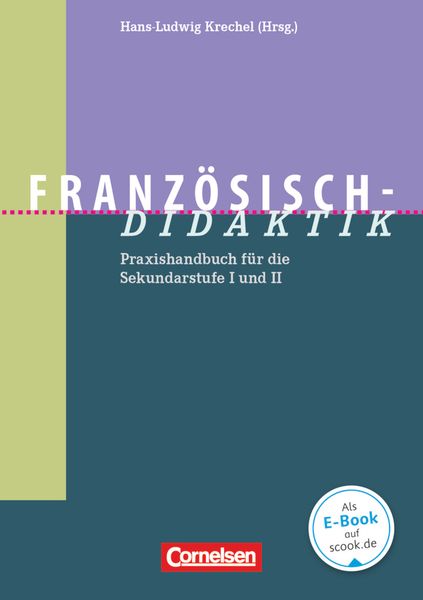 Hans-Ludwig Krechel (Hrsg.)
FRANZÖSISCH-
DIDAKTIK
Praxishandbuch für die
Sekundarstufe I und II
Als
E-Book
auf
scook.de
Cornelsen